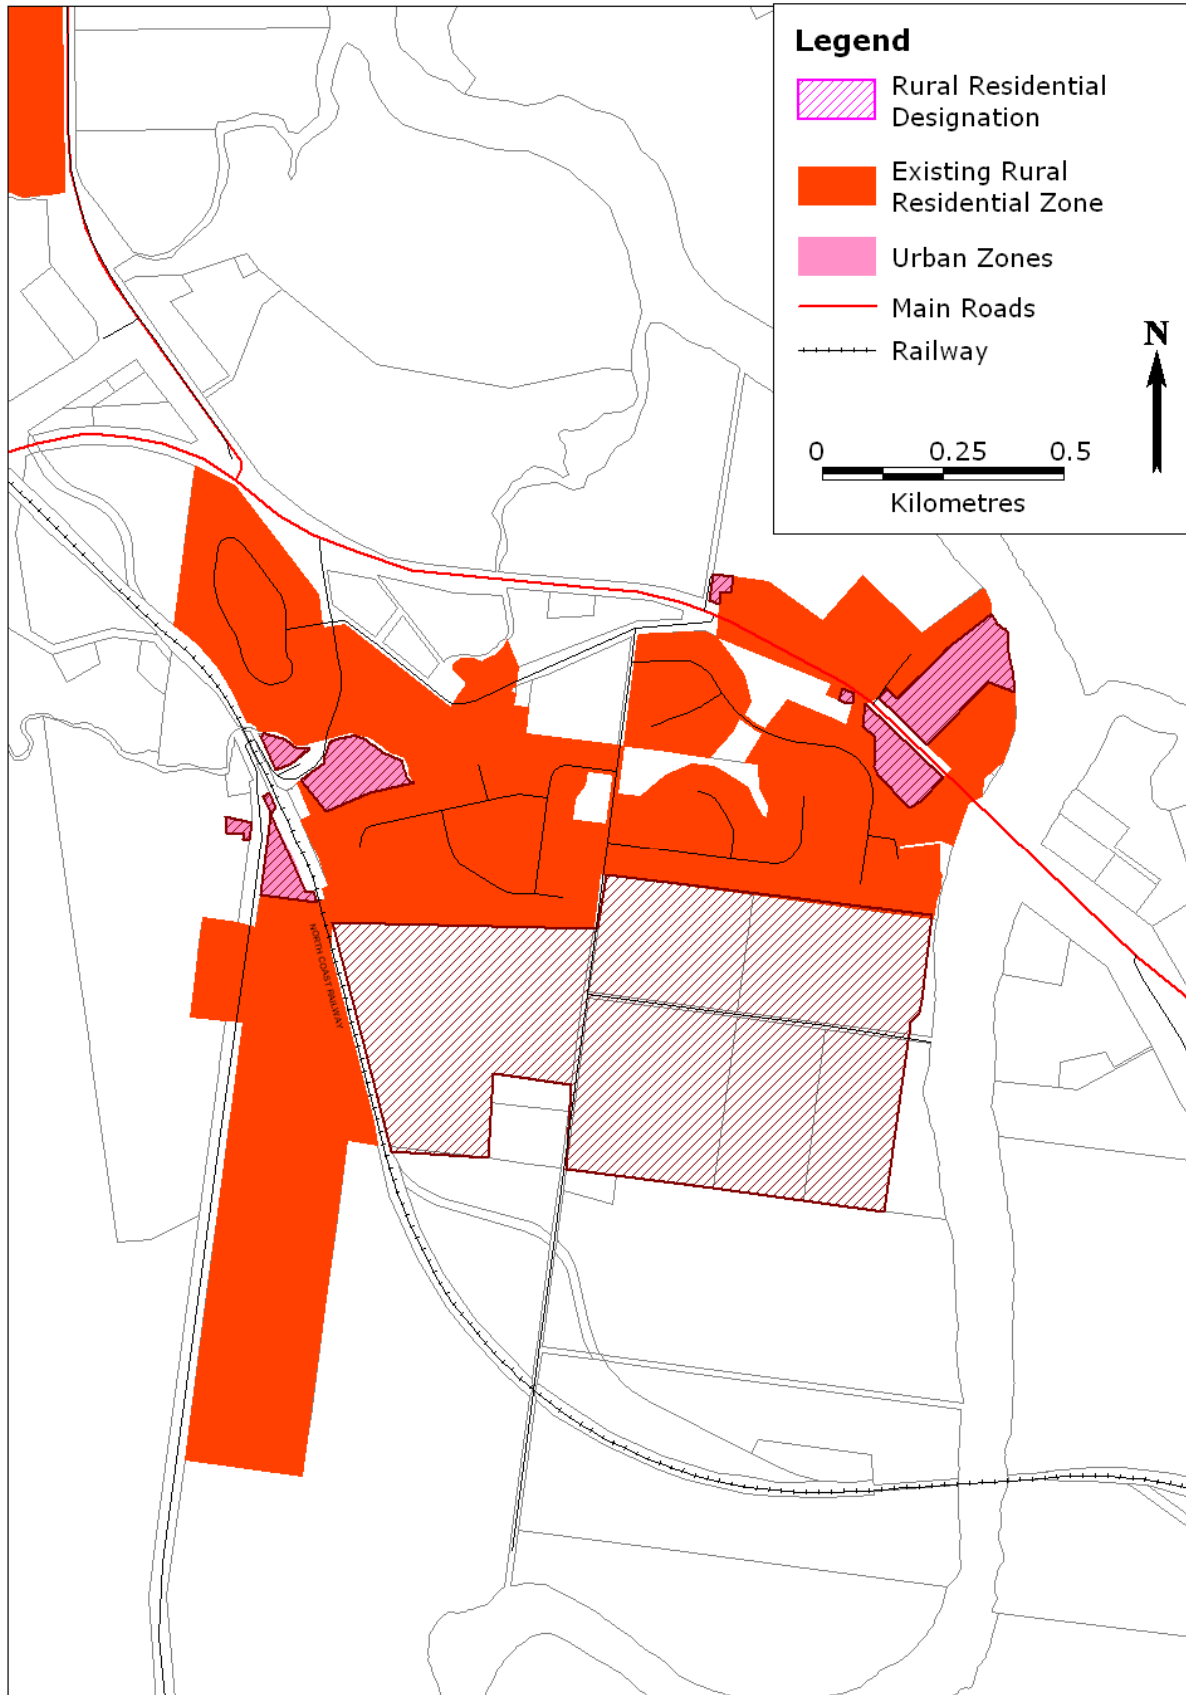 Legend
Rural Residential
Designation
Existing Rural
Residential Zone
Urban Zones
Main Roads
Railway
N
0 0.25 0.5
Kilometres
NORTH COAST RAILWAY